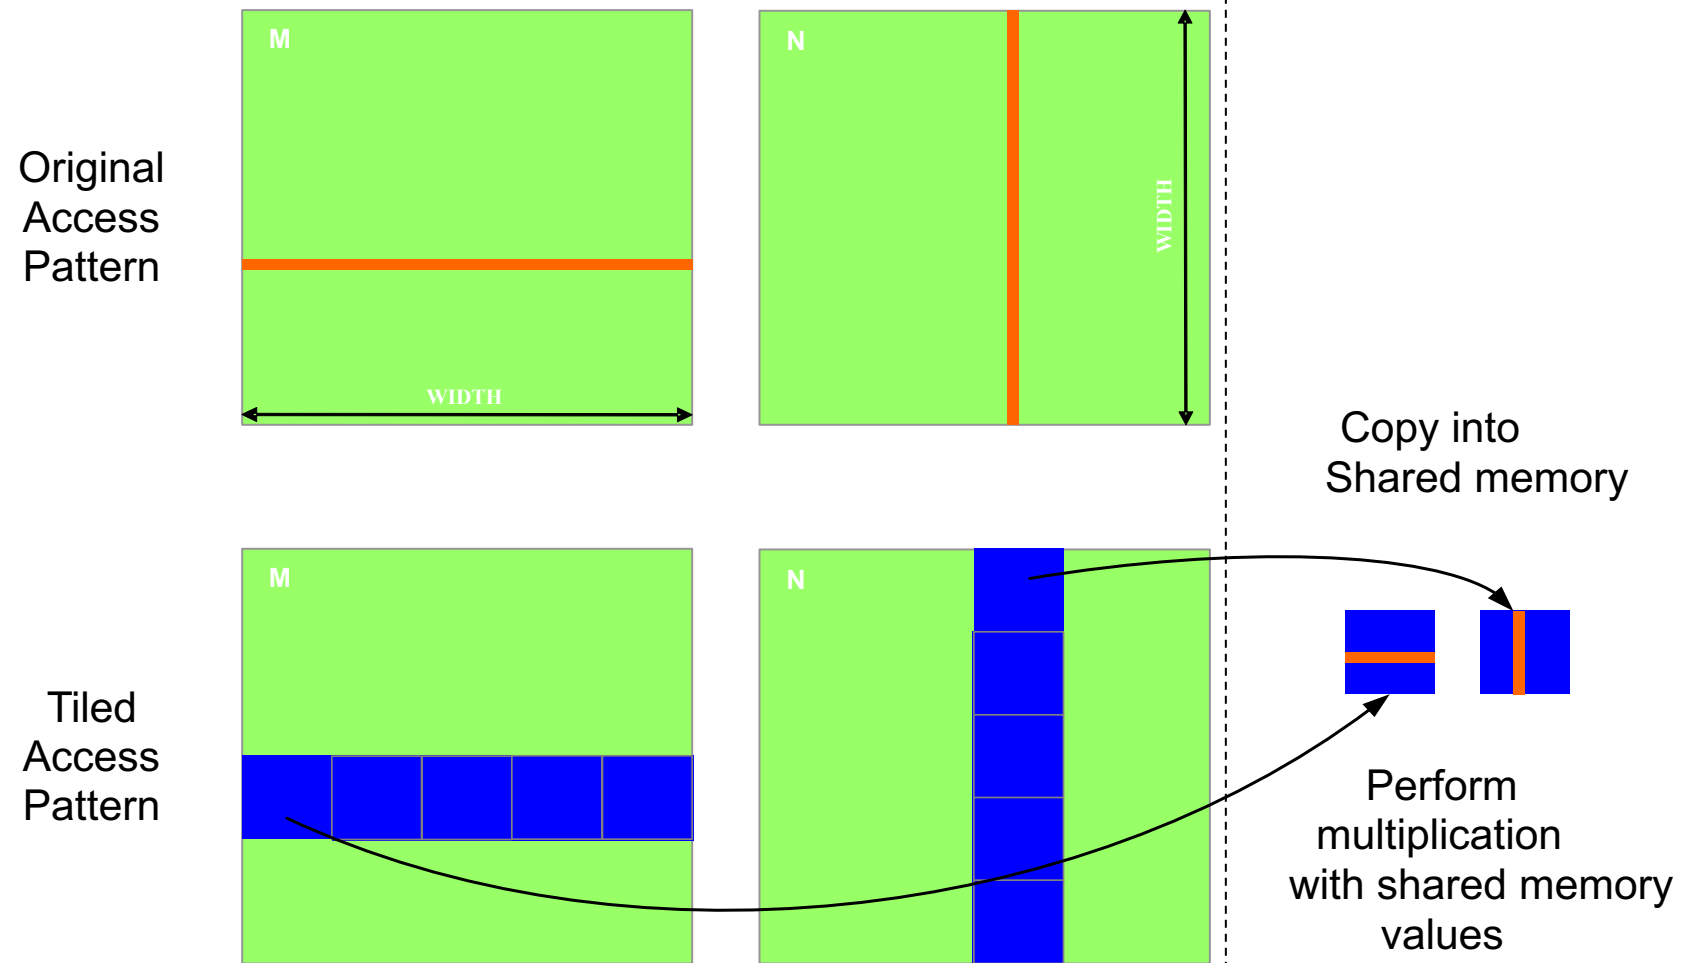 M
N
Original
Access
Pattern
WIDTH
WIDTH
Copy into
Shared memory
M
N
Tiled
Access
Pattern
Perform
multiplication
with shared memory
values